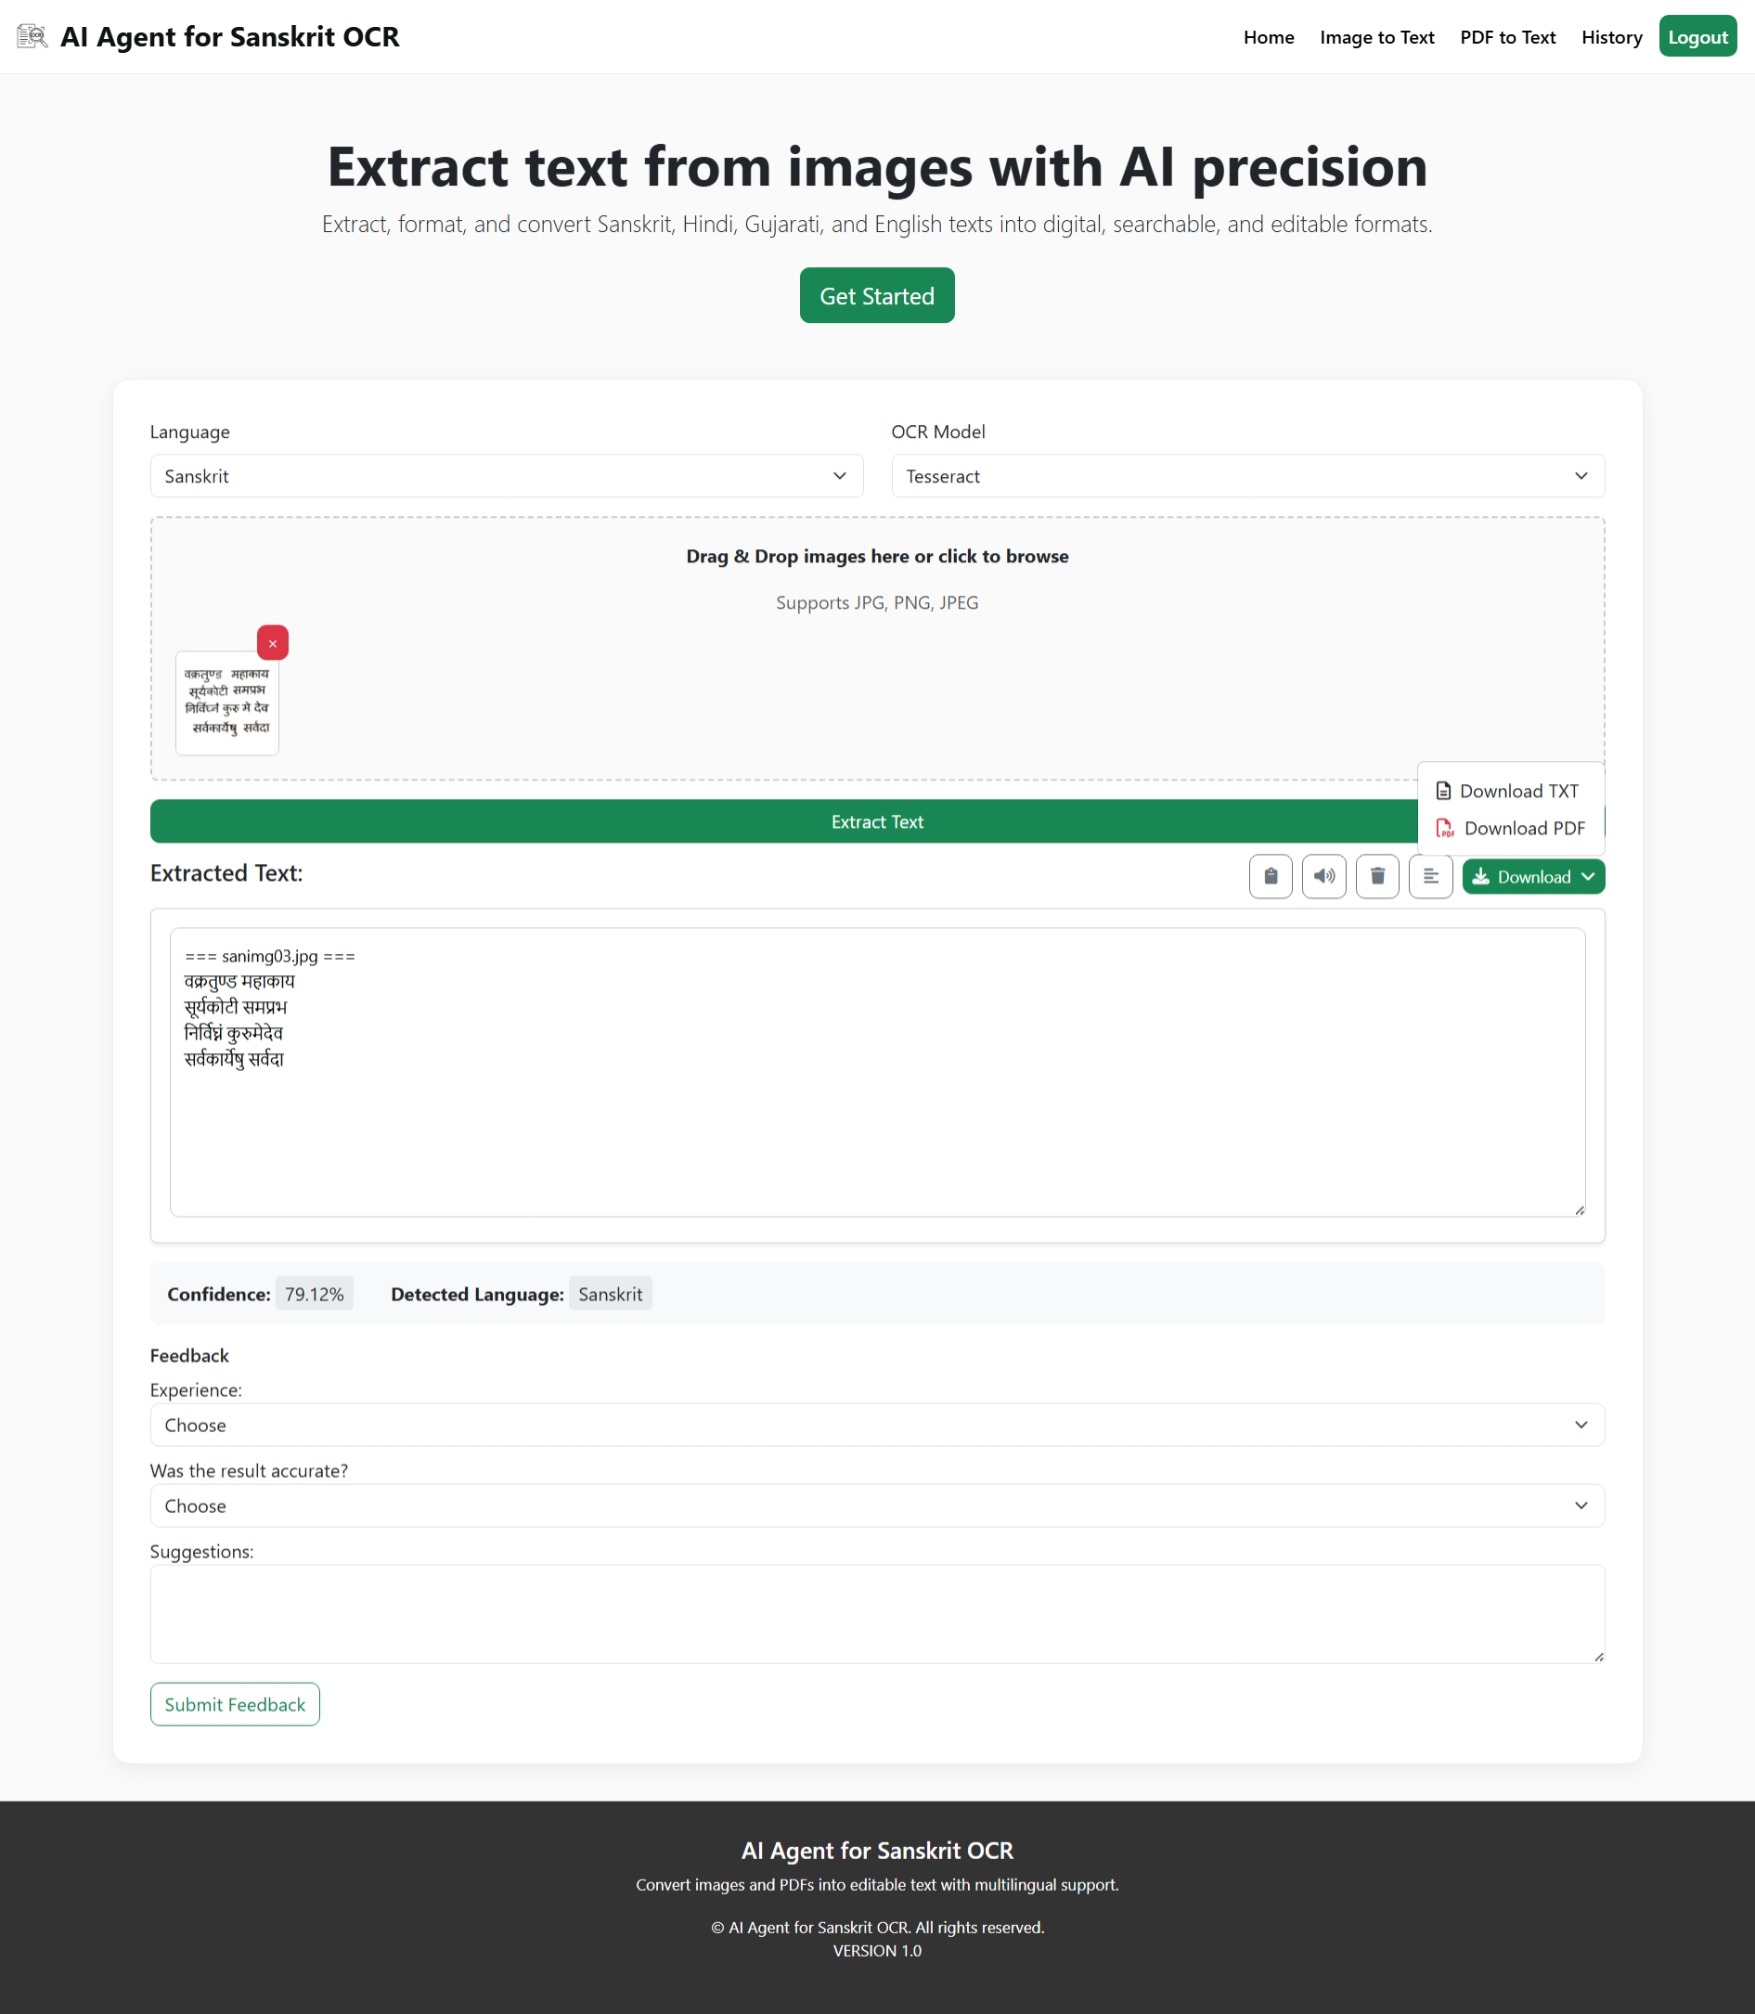 AI Agent for Sanskrit OCR
Home Image to Text PDF to Text History Logout
Extract text from images with AI precision
Extract, format, and convert Sanskrit, Hindi, Gujarati, and English texts into digital, searchable, and editable formats.
Get Started
Language OCR Model
Sanskrit Tesseract
Drag & Drop images here or click to browse
Supports JPG, PNG, JPEG
×
वक्रतुण्ड महाकाय
सूर्यकोटी समप्रभ
निर्विघ्नं कुरु मे देव
सर्वकार्येषु सर्वदा
Download TXT
Download PDF
Extract Text
Extracted Text: Download
=== sanimg03.jpg ===
वक्रतुण्ड महाकाय
सूर्यकोटी समप्रभ
निर्विघ्नं कुरुमेदेव
सर्वकार्येषु सर्वदा
Confidence: 79.12% Detected Language: Sanskrit
Feedback
Experience:
Choose
Was the result accurate?
Choose
Suggestions:
Submit Feedback
AI Agent for Sanskrit OCR
Convert images and PDFs into editable text with multilingual support.
© AI Agent for Sanskrit OCR. All rights reserved.
VERSION 1.0